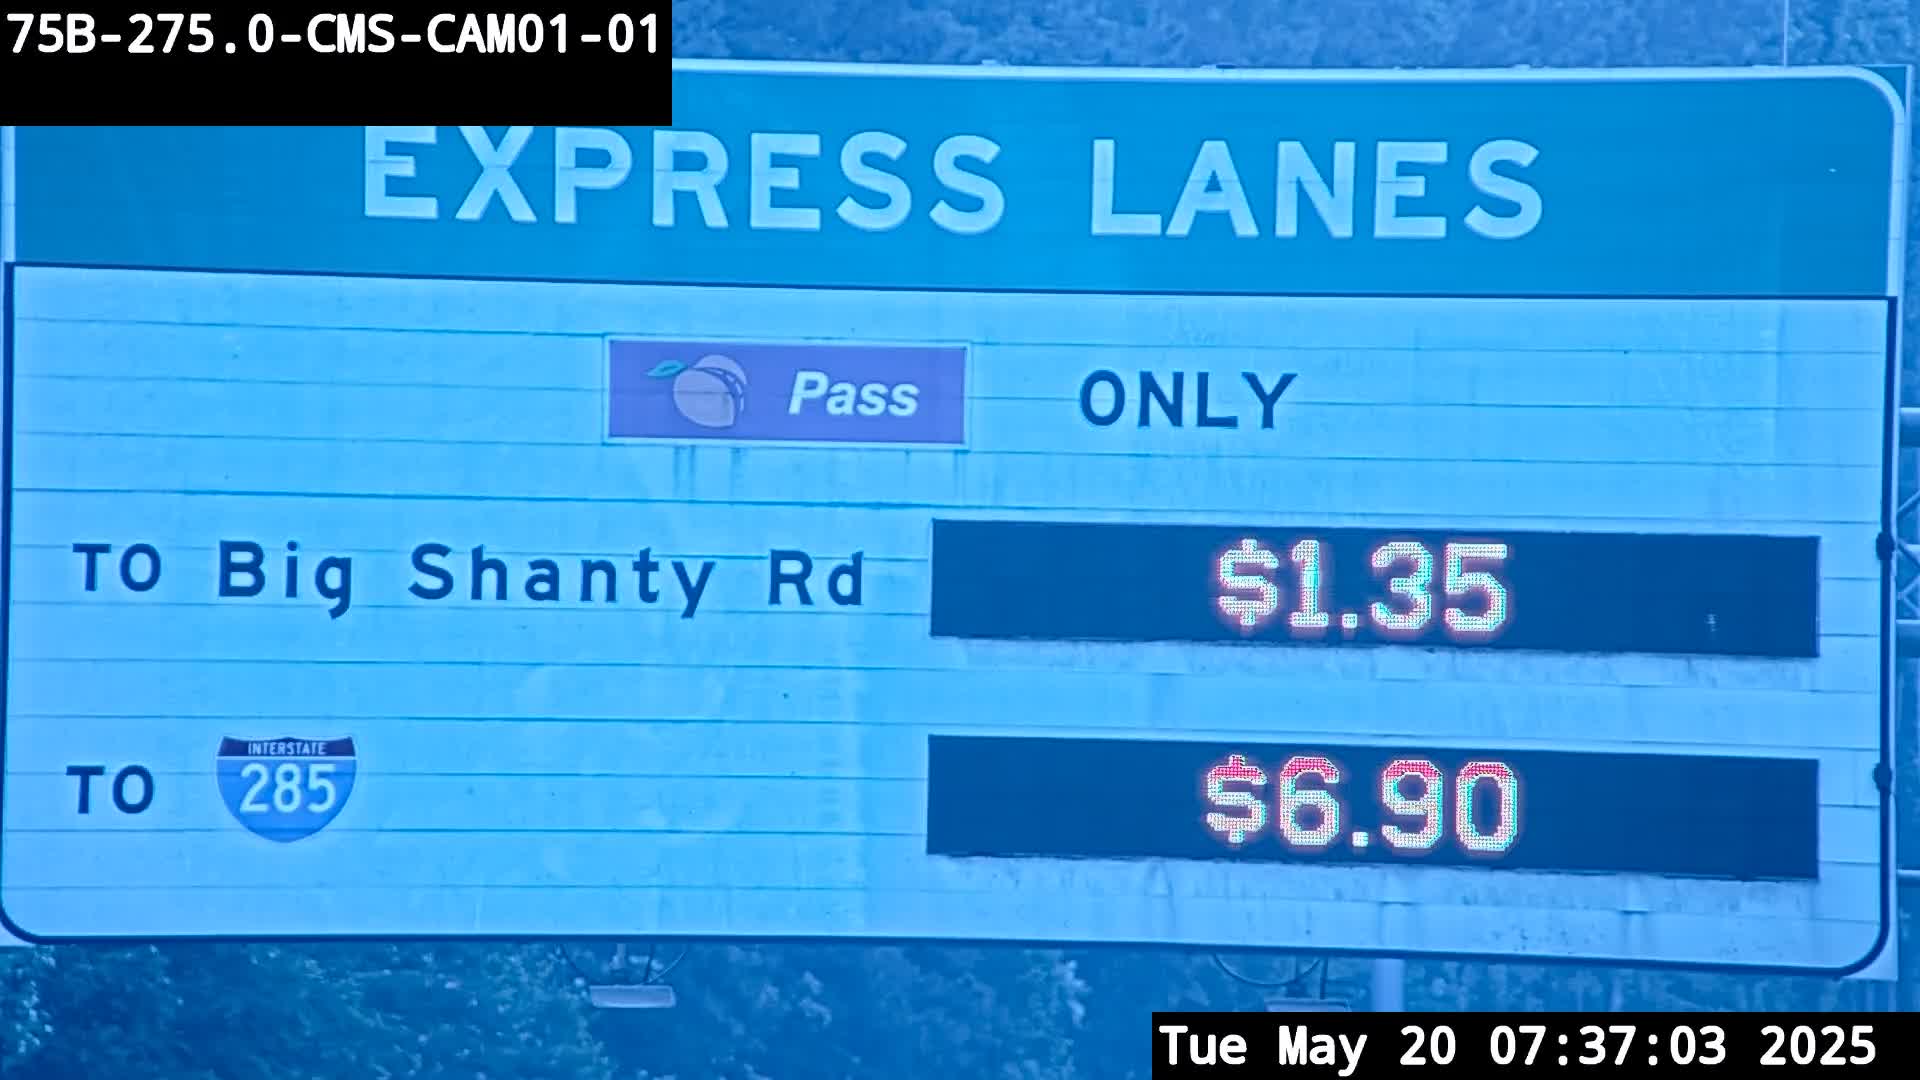 75B-275.0-CMS-CAM01-01
EXPRESS LANES
Pass ONLY
TO Big Shanty Rd $1.35
INTERSTATE
TO 285 $6.90
Tue May 20 07:37:03 2025